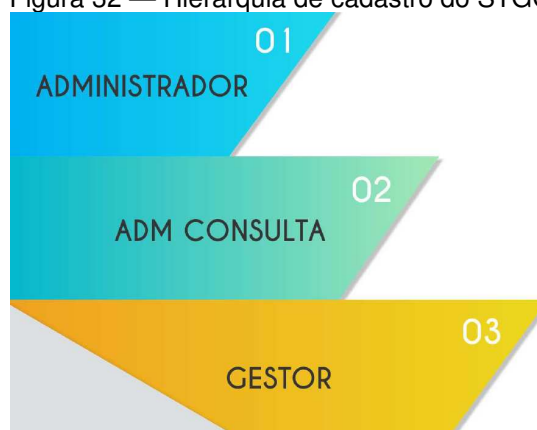 Figura 32 — Hierarquia de cadastro do
01
ADMINISTRADOR
02
ADM CONSULTA
03
GESTOR